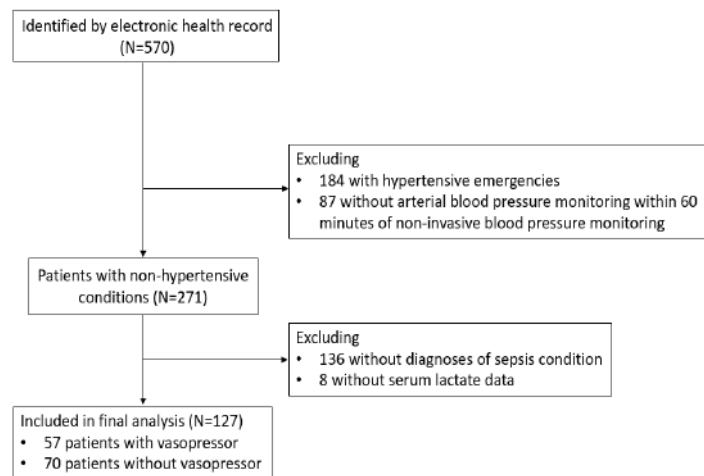 Identified by electronic health record
(N=570)
Excluding
• 184 with hypertensive emergencies
• 87 without arterial blood pressure monitoring within 60
minutes of non-invasive blood pressure monitoring
Patients with non-hypertensive
conditions (N=271)
Excluding
• 136 without diagnoses of sepsis condition
• 8 without serum lactate data
Included in final analysis (N=127)
• 57 patients with vasopressor
• 70 patients without vasopressor